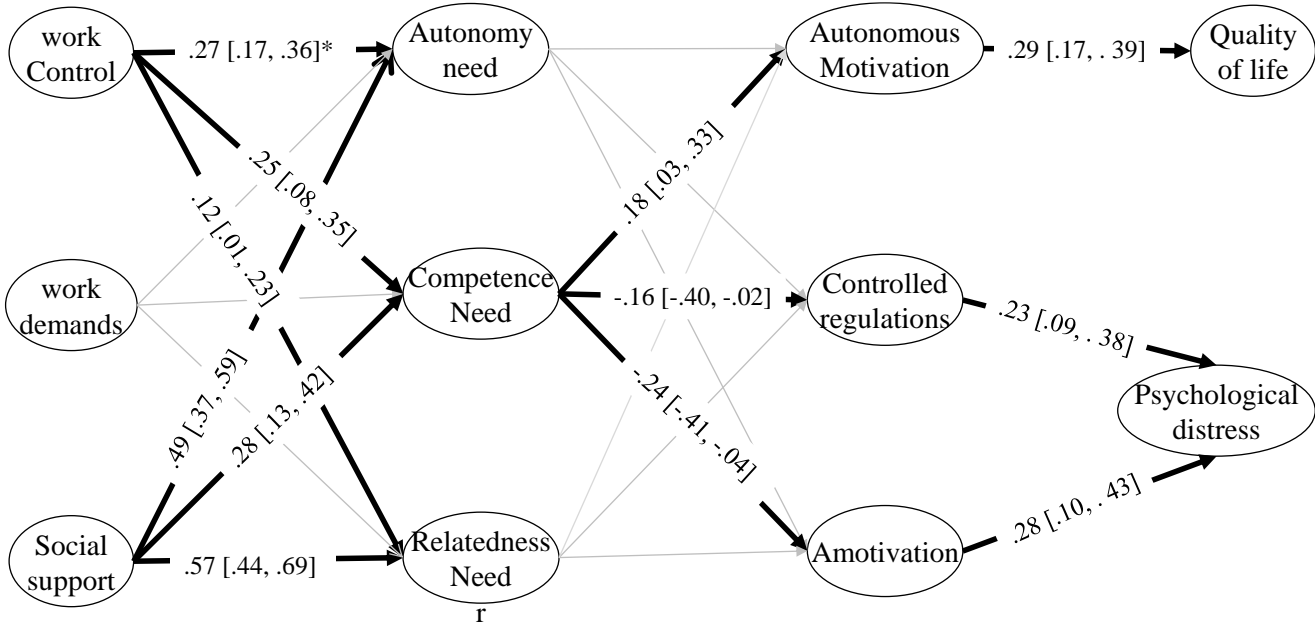 work
Control
.27 [.17, .36]*
Autonomy
need
Autonomous
Motivation
.29 [.17, . 39]
Quality
of life
.25 [.08, .35]
.12 [.01, .23]
.18 [.03, .33]
work
demands
Competence
Need
-.16 [-.40, -.02]
Controlled
regulations
.23 [.09, . 38]
.49 [.37, .59]
.28 [.13, .42]
-.24 [-.41, -.04]
Psychological
distress
Social
support
.57 [.44, .69]
Relatedness
Need
r
Amotivation
.28 [.10, . 43]